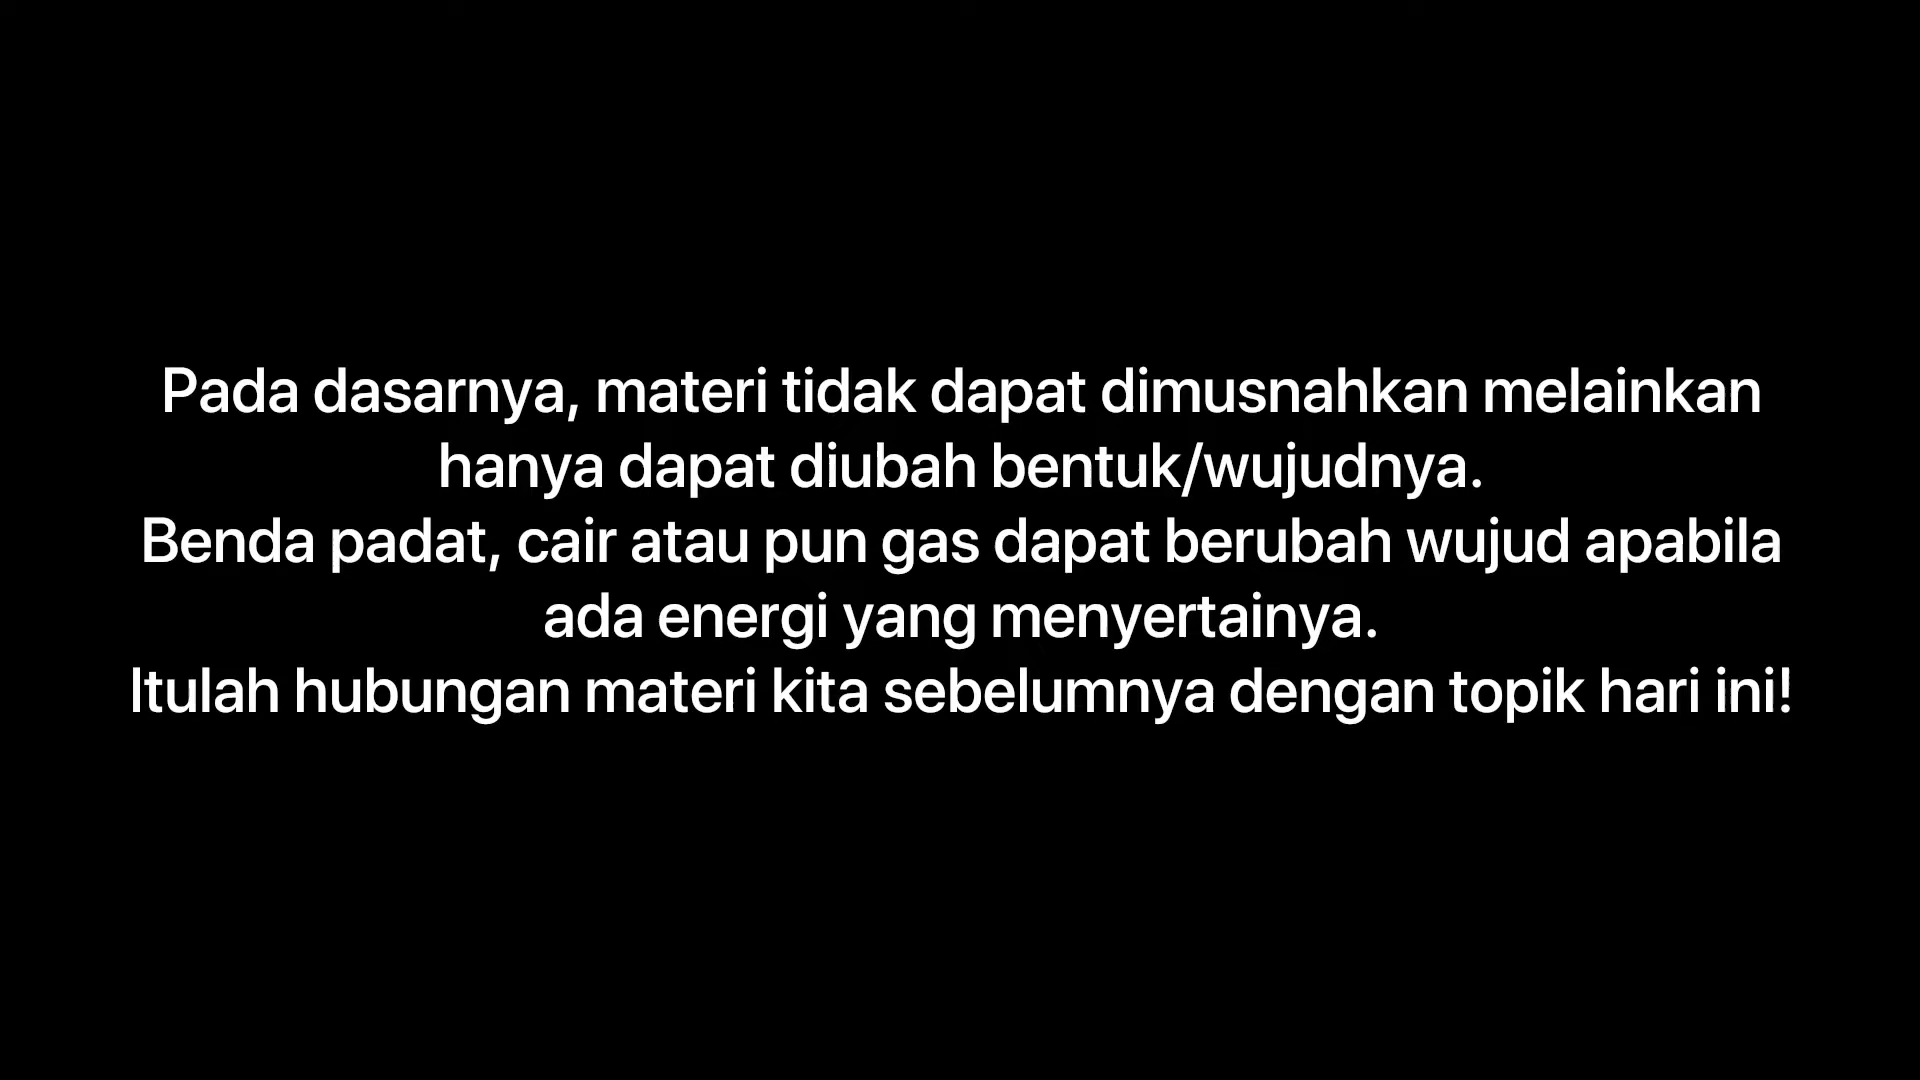 Pada dasarnya, materi tidak dapat dimusnahkan melainkan
hanya dapat diubah bentuk/wujudnya.
Benda padat, cair atau pun gas dapat berubah wujud apabila
ada energi yang menyertainya.
Itulah hubungan materi kita sebelumnya dengan topik hari ini!